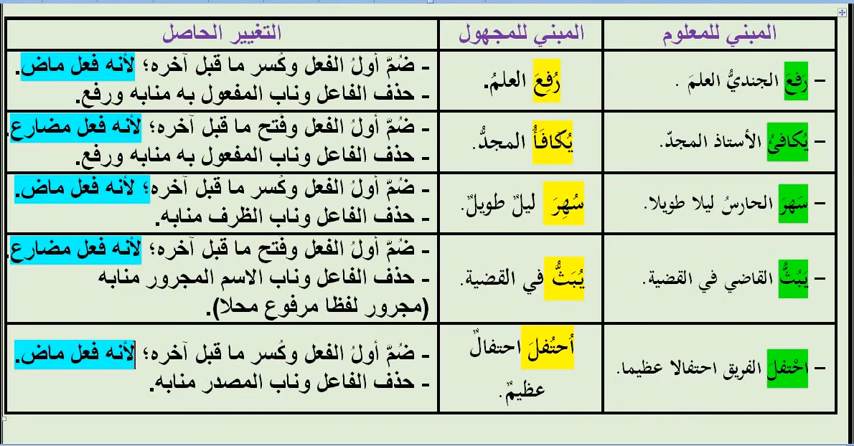 المبني للمعلوم
المبني للمجهول
التغيير الحاصل
– رَفعَ الجنديُّ العلمَ .
رُفِعَ العلمُ.
- ضُمّ أولُ الفعل وكُسر ما قبل آخره؛ لأنه فعل ماض.
- حذف الفاعل وناب المفعول به منابه ورفع.
– يُكافئُ الأستاذ المجدّ.
يُكافَأُ المجدُّ.
- ضُمّ أولُ الفعل وفتح ما قبل آخره؛ لأنه فعل مضارع.
- حذف الفاعل وناب المفعول به منابه ورفع.
– سَهرَ الحارسُ ليلا طويلا.
سُهِرَ ليلٌ طويلٌ.
- ضُمّ أولُ الفعل وكُسر ما قبل آخره؛ لأنه فعل ماض.
- حذف الفاعل وناب الظرف منابه.
– يَبُثُّ القاضي في القضية.
يُبَثُّ في القضية.
- ضُمّ أولُ الفعل وفتح ما قبل آخره؛ لأنه فعل مضارع.
- حذف الفاعل وناب الاسم المجرور منابه
(مجرور لفظا مرفوع محلا).
– احْتفل الفريق احتفالا عظيما.
اُحتُفلَ احتفالٌ
عظيمٌ.
- ضُمّ أولُ الفعل وكُسر ما قبل آخره؛ لأنه فعل ماض.
- حذف الفاعل وناب المصدر منابه.